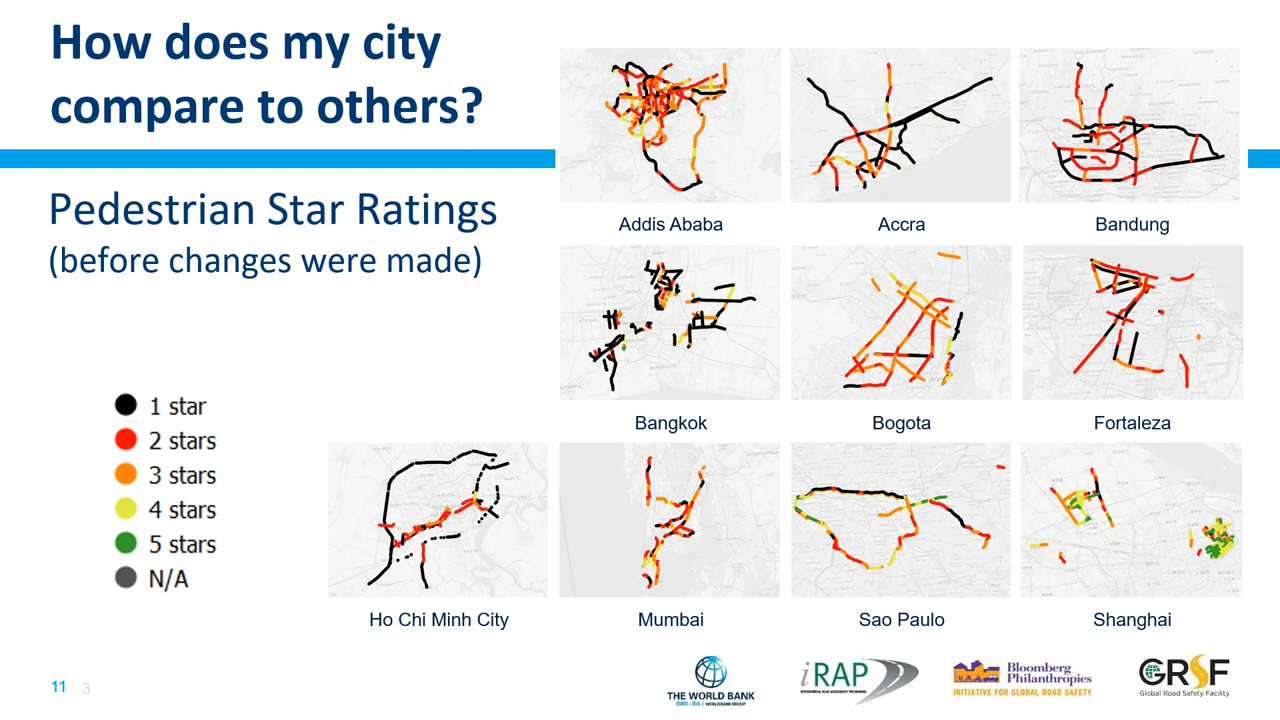 How does my city
compare to others?
Pedestrian Star Ratings
(before changes were made)
Addis Ababa
Accra
Bandung
Bangkok
Bogota
Fortaleza
1 star
2 stars
3 stars
4 stars
5 stars
N/A
Ho Chi Minh City
Mumbai
Sao Paulo
Shanghai
11 3
THE WORLD BANK
IBRD • IDA | WORLD BANK GROUP
iRAP
INTERNATIONAL ROAD ASSESSMENT PROGRAMME
Bloomberg
Philanthropies
INITIATIVE FOR GLOBAL ROAD SAFETY
GRSF
Global Road Safety Facility